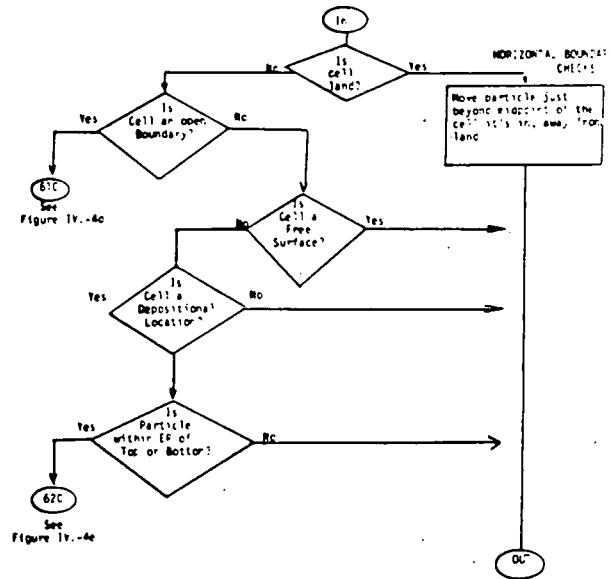 In
Is
cell
land?
No
Yes
HORIZONTAL BOUNDAR
CHECKS
Move particle just
beyond midpoint of the
cell it's in, away from
land
Is
Cell an open
Boundary?
Yes
No
61C
See
Figure IV.-4d
Is
Cell a
Free
Surface?
No
Yes
Is
Cell a
Depositional
Location?
Yes
No
Is
Particle
within ER of
Top or Bottom?
Yes
No
62C
See
Figure IV.-4e
OUT